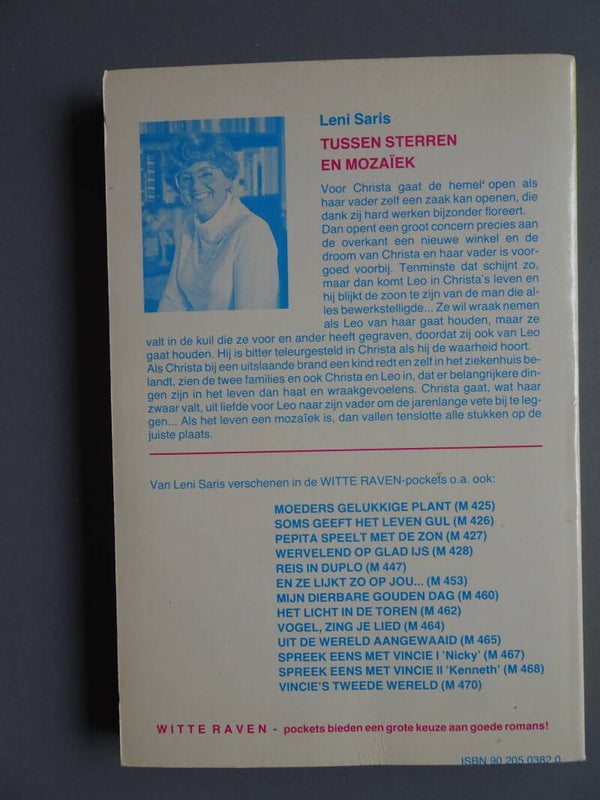 Leni Saris
TUSSEN STERREN
EN MOZAÏEK
Voor Christa gaat de hemel open als
haar vader zelf een zaak kan openen, die
dank zij hard werken bijzonder floreert.
Dan opent een groot concern precies aan
de overkant een nieuwe winkel en de
droom van Christa en haar vader is voor-
goed voorbij. Tenminste dat schijnt zo,
maar dan komt Leo in Christa's leven en
hij blijkt de zoon te zijn van de man die al-
les bewerkstelligde... Ze wil wraak nemen
als Leo van haar gaat houden, maar ze
valt in de kuil die ze voor en ander heeft gegraven, doordat zij ook van Leo
gaat houden. Hij is bitter teleurgesteld in Christa als hij de waarheid hoort.
Als Christa bij een uitslaande brand een kind redt en zelf in het ziekenhuis be-
landt, zien de twee families en ook Christa en Leo in, dat er belangrijkere din-
gen zijn in het leven dan haat en wraakgevoelens. Christa gaat, wat haar
zwaar valt, uit liefde voor Leo naar zijn vader om de jarenlange vete bij te leg-
gen... Als het leven een mozaïek is, dan vallen tenslotte alle stukken op de
juiste plaats.
Van Leni Saris verschenen in de WITTE RAVEN-pockets o.a. ook:
MOEDERS GELUKKIGE PLANT (M 425)
SOMS GEEFT HET LEVEN GUL (M 426)
PEPITA SPEELT MET DE ZON (M 427)
WERVELEND OP GLAD IJS (M 428)
REIS IN DUPLO (M 447)
EN ZE LIJKT ZO OP JOU... (M 453)
MIJN DIERBARE GOUDEN DAG (M 460)
HET LICHT IN DE TOREN (M 462)
VOGEL, ZING JE LIED (M 464)
UIT DE WERELD AANGEWAAID (M 465)
SPREEK EENS MET VINCIE I 'Nicky' (M 467)
SPREEK EENS MET VINCIE II 'Kenneth' (M 468)
VINCIE'S TWEEDE WERELD (M 470)
WITTE RAVEN - pockets bieden een grote keuze aan goede romans!
ISBN 90 205 0382 0